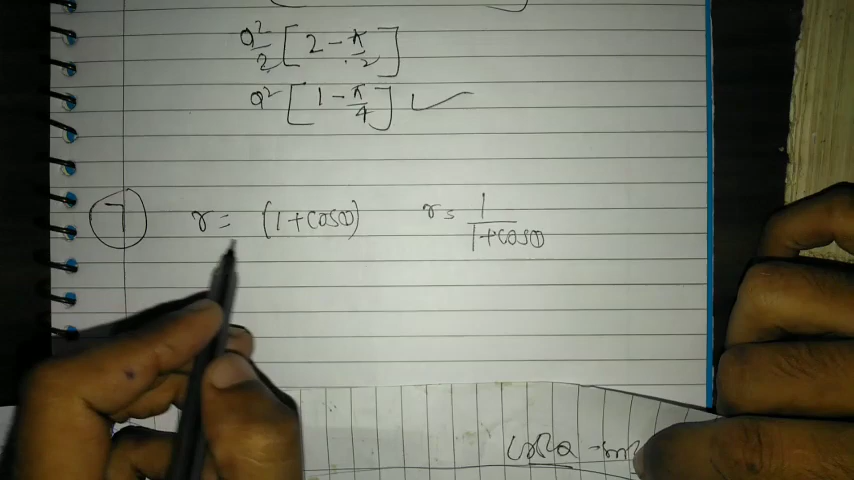 a²/2 [ 2 - π/2 ]
a² [ 1 - π/4 ] ✓
7 r = (1+cosθ) r = 1/(1+cosθ)